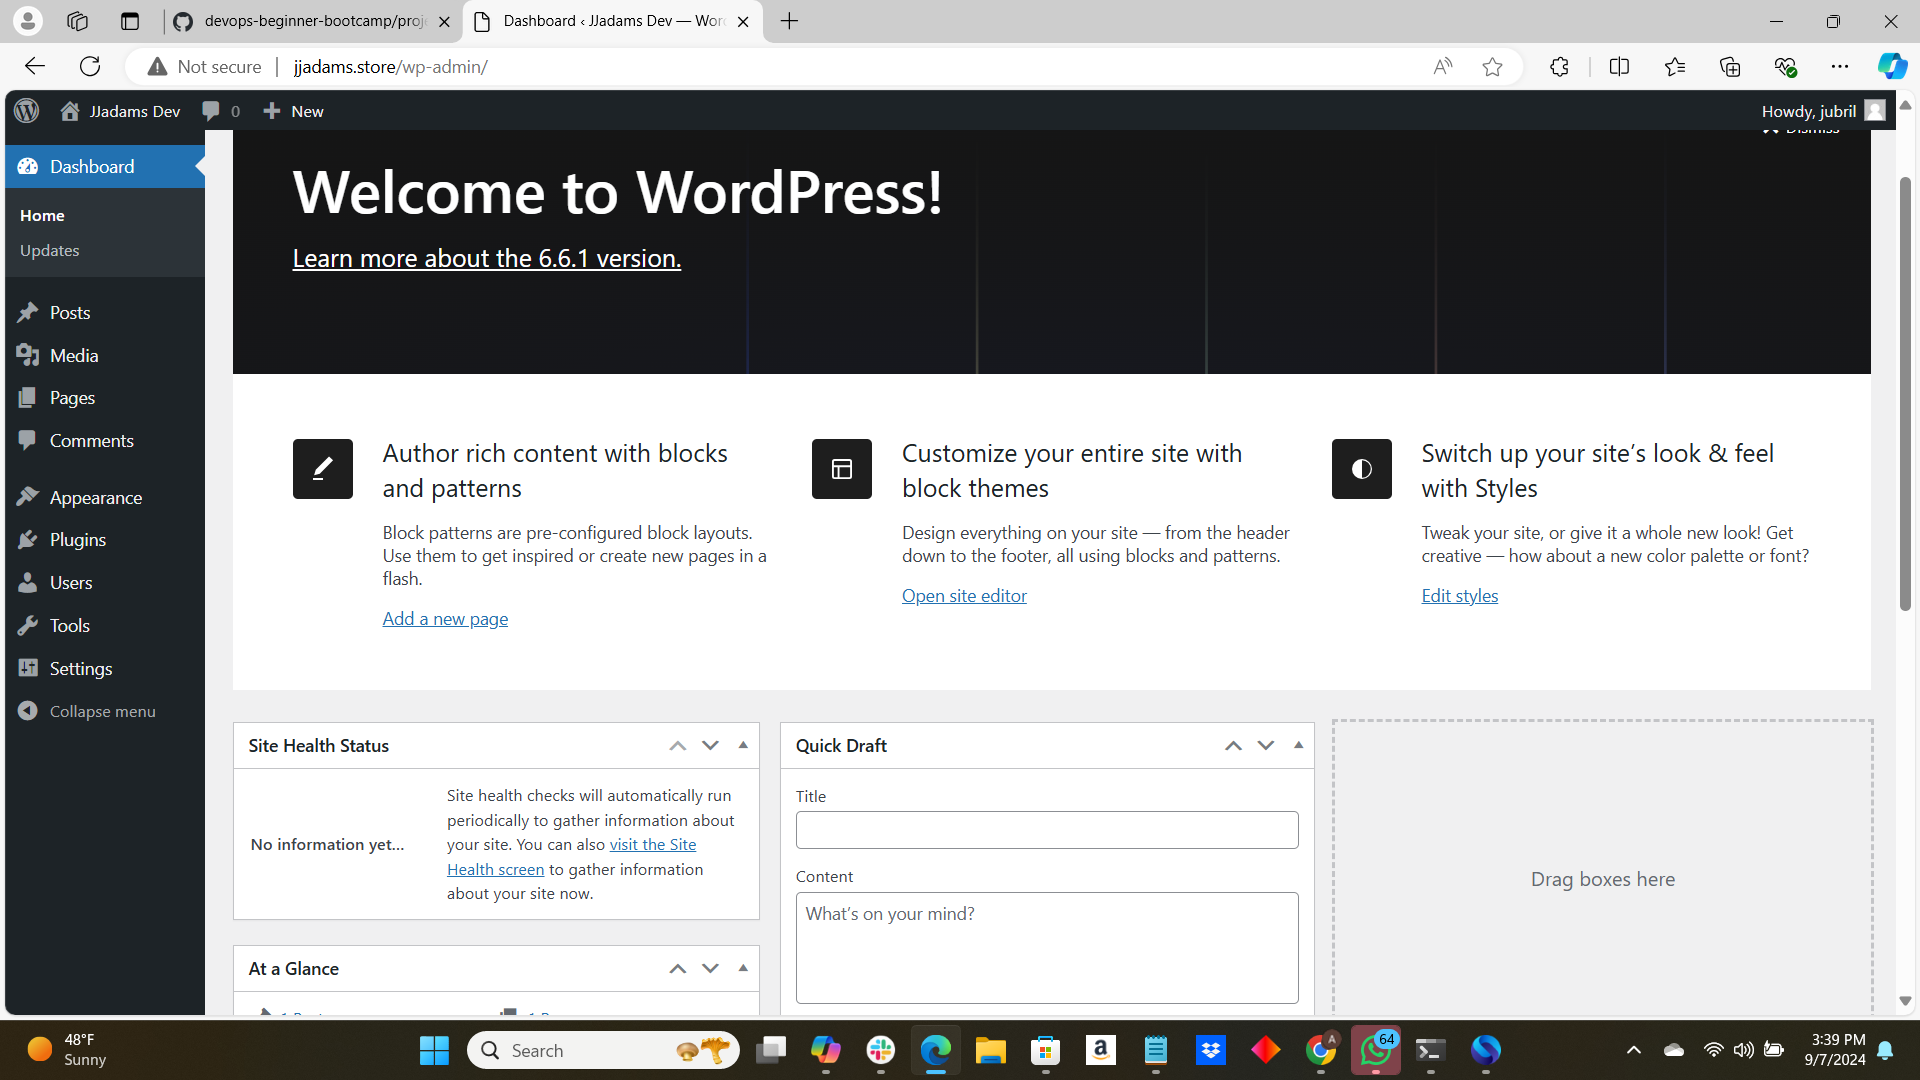 devops-beginner-bootcamp/proj
Dashboard ‹ JJadams Dev — Wor
Not secure
jjadams.store/wp-admin/
JJadams Dev
0
New
Howdy, jubril
Dismiss
Dashboard
Home
Updates
Posts
Media
Pages
Comments
Appearance
Plugins
Users
Tools
Settings
Collapse menu
Welcome to WordPress!
Learn more about the 6.6.1 version.
Author rich content with blocks
and patterns
Block patterns are pre-configured block layouts.
Use them to get inspired or create new pages in a
flash.
Add a new page
Customize your entire site with
block themes
Design everything on your site — from the header
down to the footer, all using blocks and patterns.
Open site editor
Switch up your site’s look & feel
with Styles
Tweak your site, or give it a whole new look! Get
creative — how about a new color palette or font?
Edit styles
Site Health Status
No information yet...
Site health checks will automatically run
periodically to gather information about
your site. You can also visit the Site
Health screen to gather information
about your site now.
At a Glance
Quick Draft
Title
Content
What’s on your mind?
Drag boxes here
48°F
Sunny
Search
A
64
3:39 PM
9/7/2024